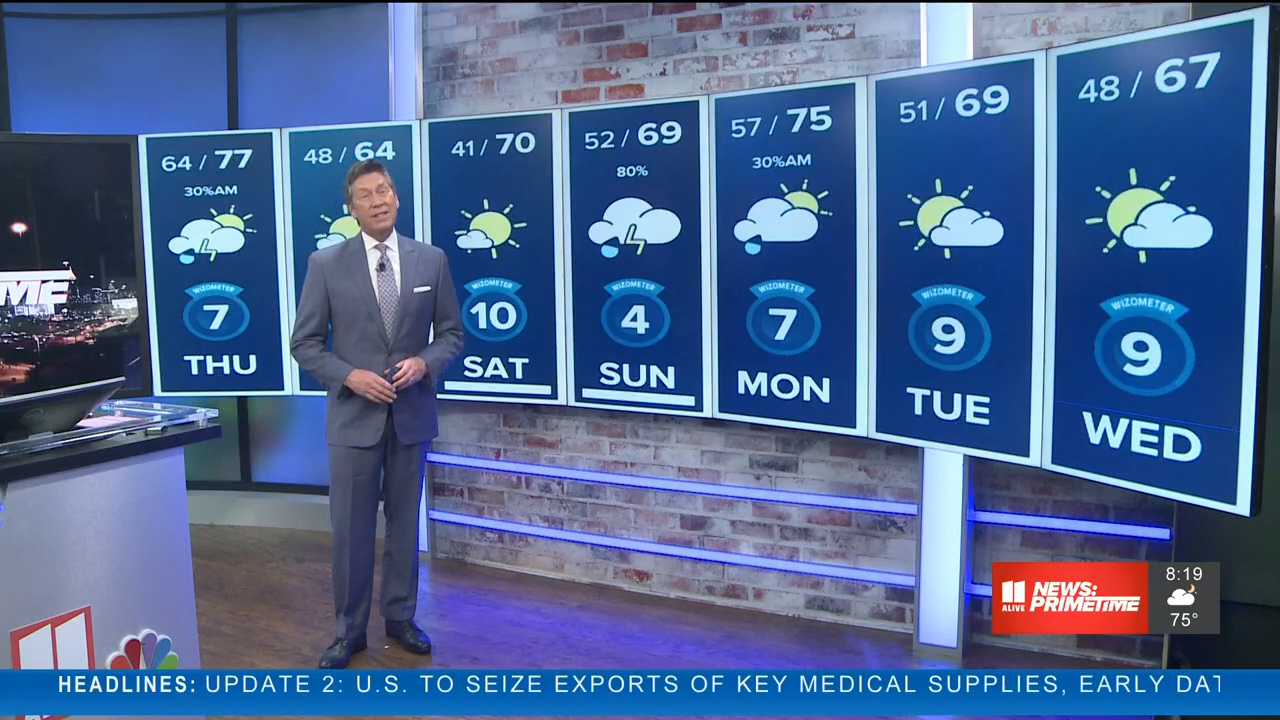 64 / 77
30%AM
WIZOMETER
7
THU
48 / 64
41 / 70
WIZOMETER
10
SAT
52 / 69
80%
WIZOMETER
4
SUN
57 / 75
30%AM
WIZOMETER
7
MON
51 / 69
WIZOMETER
9
TUE
48 / 67
WIZOMETER
9
WED
IME
11
11
ALIVE
NEWS:
PRIMETIME
8:19
75°
HEADLINES: UPDATE 2: U.S. TO SEIZE EXPORTS OF KEY MEDICAL SUPPLIES, EARLY DAT